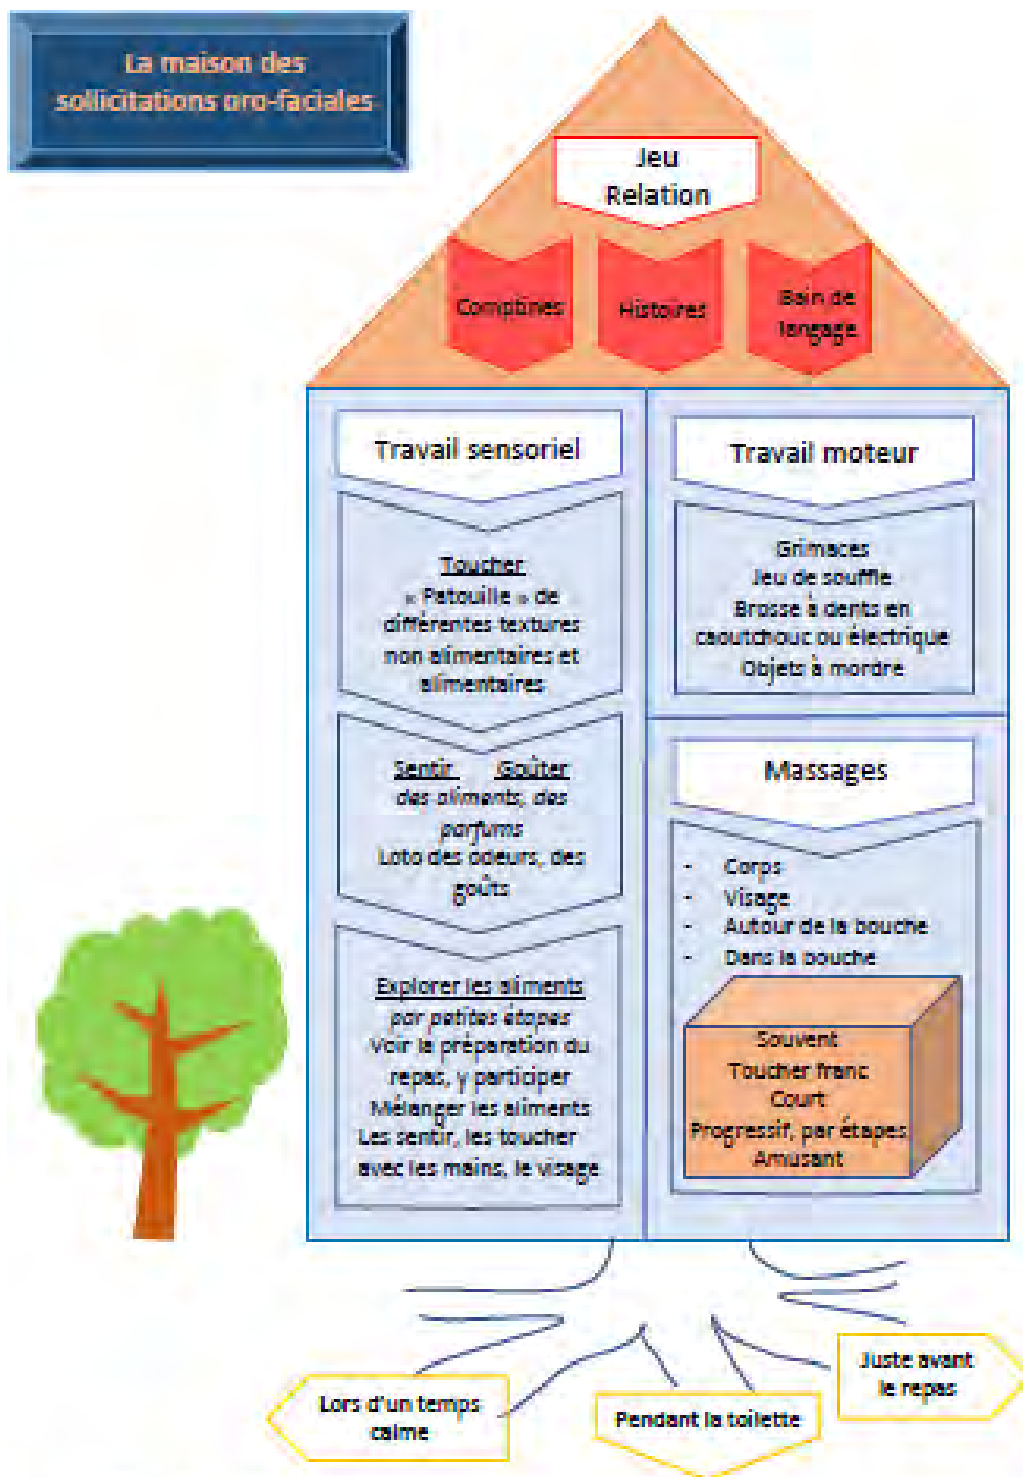 La maison des
sollicitations oro-faciales
Jeu
Relation
Comptines
Histoires
Bain de
langage
Travail sensoriel
Toucher
« Patouille » de
différentes textures
non alimentaires et
alimentaires
Sentir Goûter
des aliments, des
parfums
Loto des odeurs, des
goûts
Explorer les aliments
par petites étapes
Voir la préparation du
repas, y participer
Mélanger les aliments
Les sentir, les toucher
avec les mains, le visage
Travail moteur
Grimaces
Jeu de souffle
Brosse à dents en
caoutchouc ou électrique
Objets à mordre
Massages
- Corps
- Visage
- Autour de la bouche
- Dans la bouche
Souvent
Toucher franc
Court
Progressif, par étapes
Amusant
Lors d'un temps
calme
Pendant la toilette
Juste avant
le repas